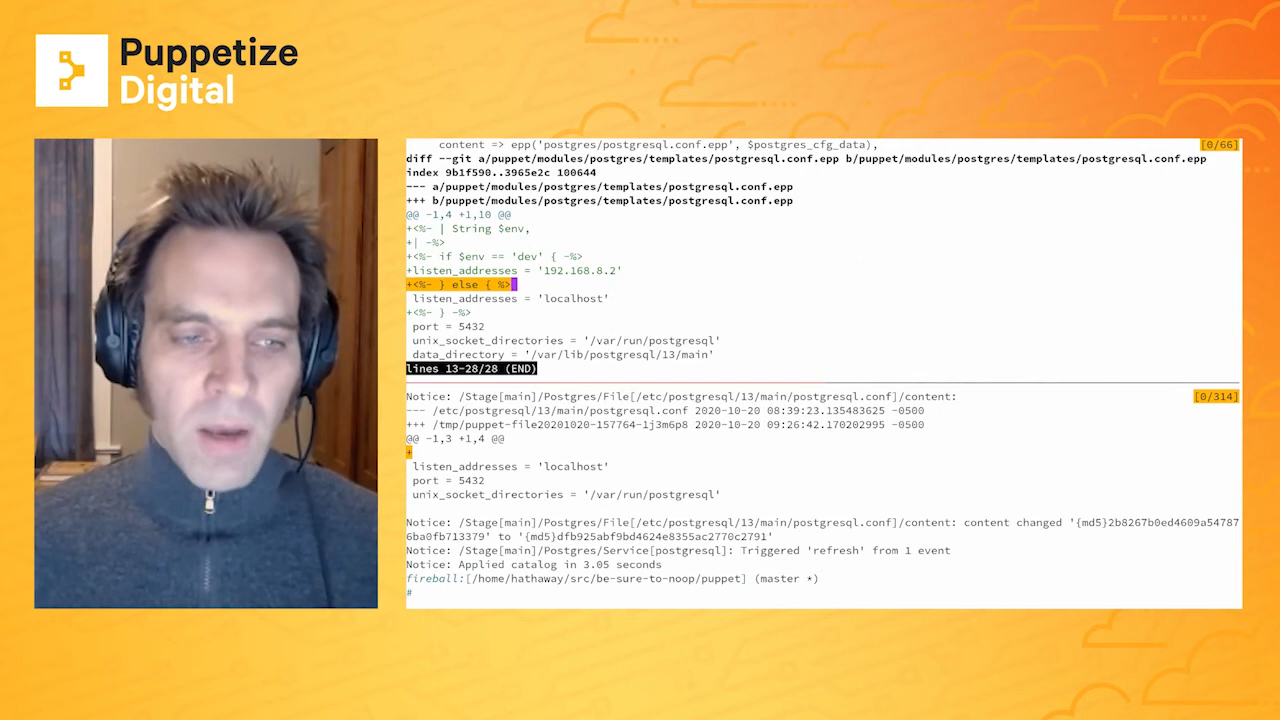 Puppetize
Digital
content => epp('postgres/postgresql.conf.epp', $postgres_cfg_data), [0/66]
diff --git a/puppet/modules/postgres/templates/postgresql.conf.epp b/puppet/modules/postgres/templates/postgresql.conf.epp
index 9b1f590..3965e2c 100644
--- a/puppet/modules/postgres/templates/postgresql.conf.epp
+++ b/puppet/modules/postgres/templates/postgresql.conf.epp
@@ -1,4 +1,10 @@
+<%- | String $env,
+| -%>
+<%- if $env == 'dev' { -%>
+listen_addresses = '192.168.8.2'
+<%- } else { %>
listen_addresses = 'localhost'
+<%- } -%>
port = 5432
unix_socket_directories = '/var/run/postgresql'
data_directory = '/var/lib/postgresql/13/main'
lines 13-28/28 (END)
Notice: /Stage[main]/Postgres/File[/etc/postgresql/13/main/postgresql.conf]/content: [0/314]
--- /etc/postgresql/13/main/postgresql.conf 2020-10-20 08:39:23.135483625 -0500
+++ /tmp/puppet-file20201020-157764-1j3m6p8 2020-10-20 09:26:42.170202995 -0500
@@ -1,3 +1,4 @@
+
listen_addresses = 'localhost'
port = 5432
unix_socket_directories = '/var/run/postgresql'
Notice: /Stage[main]/Postgres/File[/etc/postgresql/13/main/postgresql.conf]/content: content changed '{md5}2b8267b0ed4609a54787
6ba0fb713379' to '{md5}dfb925abf9bd4624e8355ac2770c2791'
Notice: /Stage[main]/Postgres/Service[postgresql]: Triggered 'refresh' from 1 event
Notice: Applied catalog in 3.05 seconds
fireball:[/home/hathaway/src/be-sure-to-noop/puppet] (master *)
#